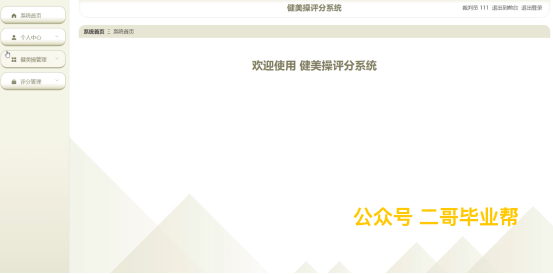 健美操评分系统
裁判员 111 退出到前台 退出登录
系统首页
个人中心
健美操管理
评分管理
系统首页 Ξ 系统首页
欢迎使用 健美操评分系统
公众号 二哥毕业帮